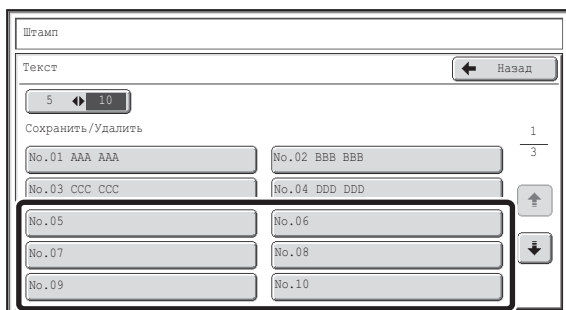 Штамп
Текст
Назад
5 10
Сохранить/Удалить
1
3
No.01 AAA AAA
No.02 BBB BBB
No.03 CCC CCC
No.04 DDD DDD
No.05
No.06
No.07
No.08
No.09
No.10